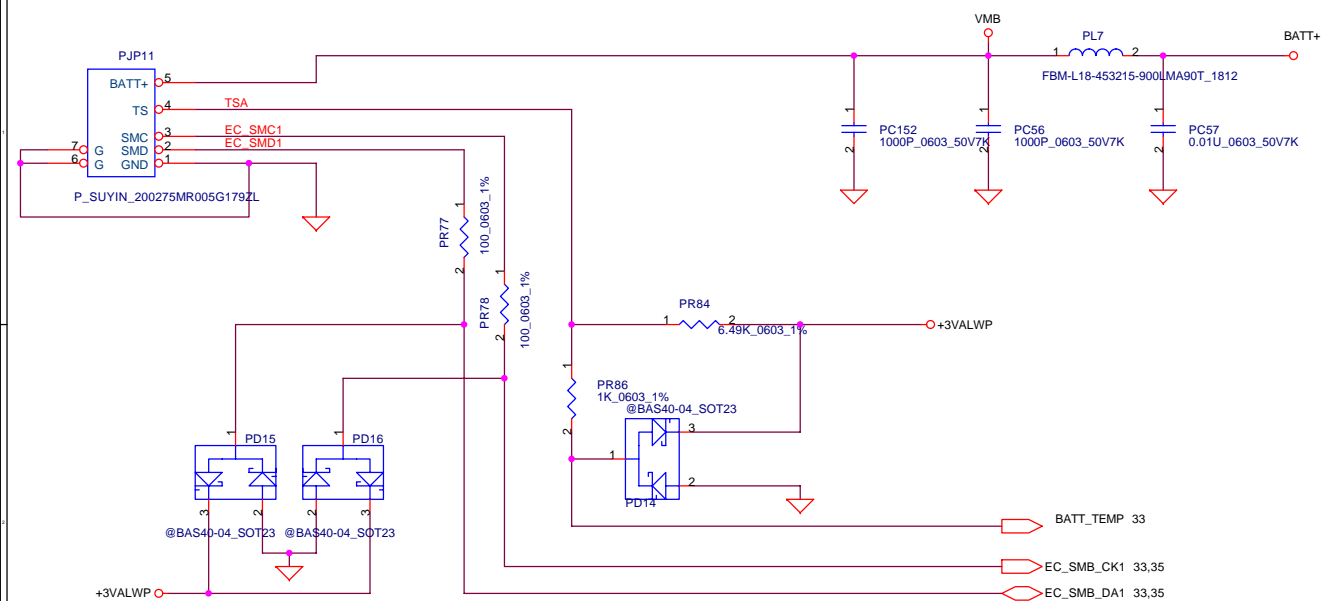 VMB
PL7
BATT+
PJP11
1
2
FBM-L18-453215-900LMA90T_1812
BATT+
5
TS
4
TSA
SMC
3
EC_SMC1
SMD
2
EC_SMD1
7
G
6
G
GND
1
P_SUYIN_200275MR005G179ZL
1
2
PC152
1000P_0603_50V7K
1
2
PC56
1000P_0603_50V7K
1
2
PC57
0.01U_0603_50V7K
1
PR77
100_0603_1%
2
1
PR78
100_0603_1%
2
PR84
1
2
6.49K_0603_1%
+3VALWP
1
PR86
1K_0603_1%
2
@BAS40-04_SOT23
3
1
2
PD14
1
PD15
1
PD16
3
2
2
3
@BAS40-04_SOT23
@BAS40-04_SOT23
+3VALWP
BATT_TEMP 33
EC_SMB_CK1 33,35
EC_SMB_DA1 33,35
1
2